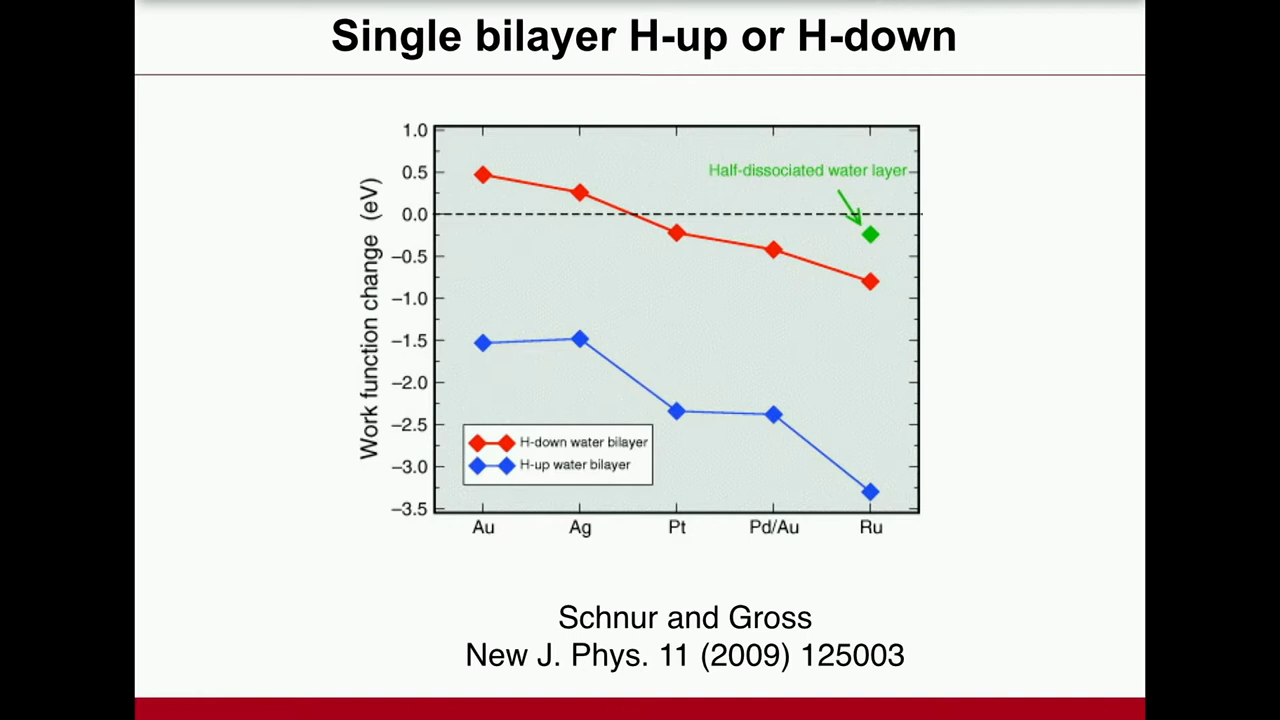 Single bilayer H-up or H-down
Work function change (eV)
1.0
0.5
0.0
−0.5
−1.0
−1.5
−2.0
−2.5
−3.0
−3.5
Half-dissociated water layer
H-down water bilayer
H-up water bilayer
Au Ag Pt Pd/Au Ru
Schnur and Gross
New J. Phys. 11 (2009) 125003